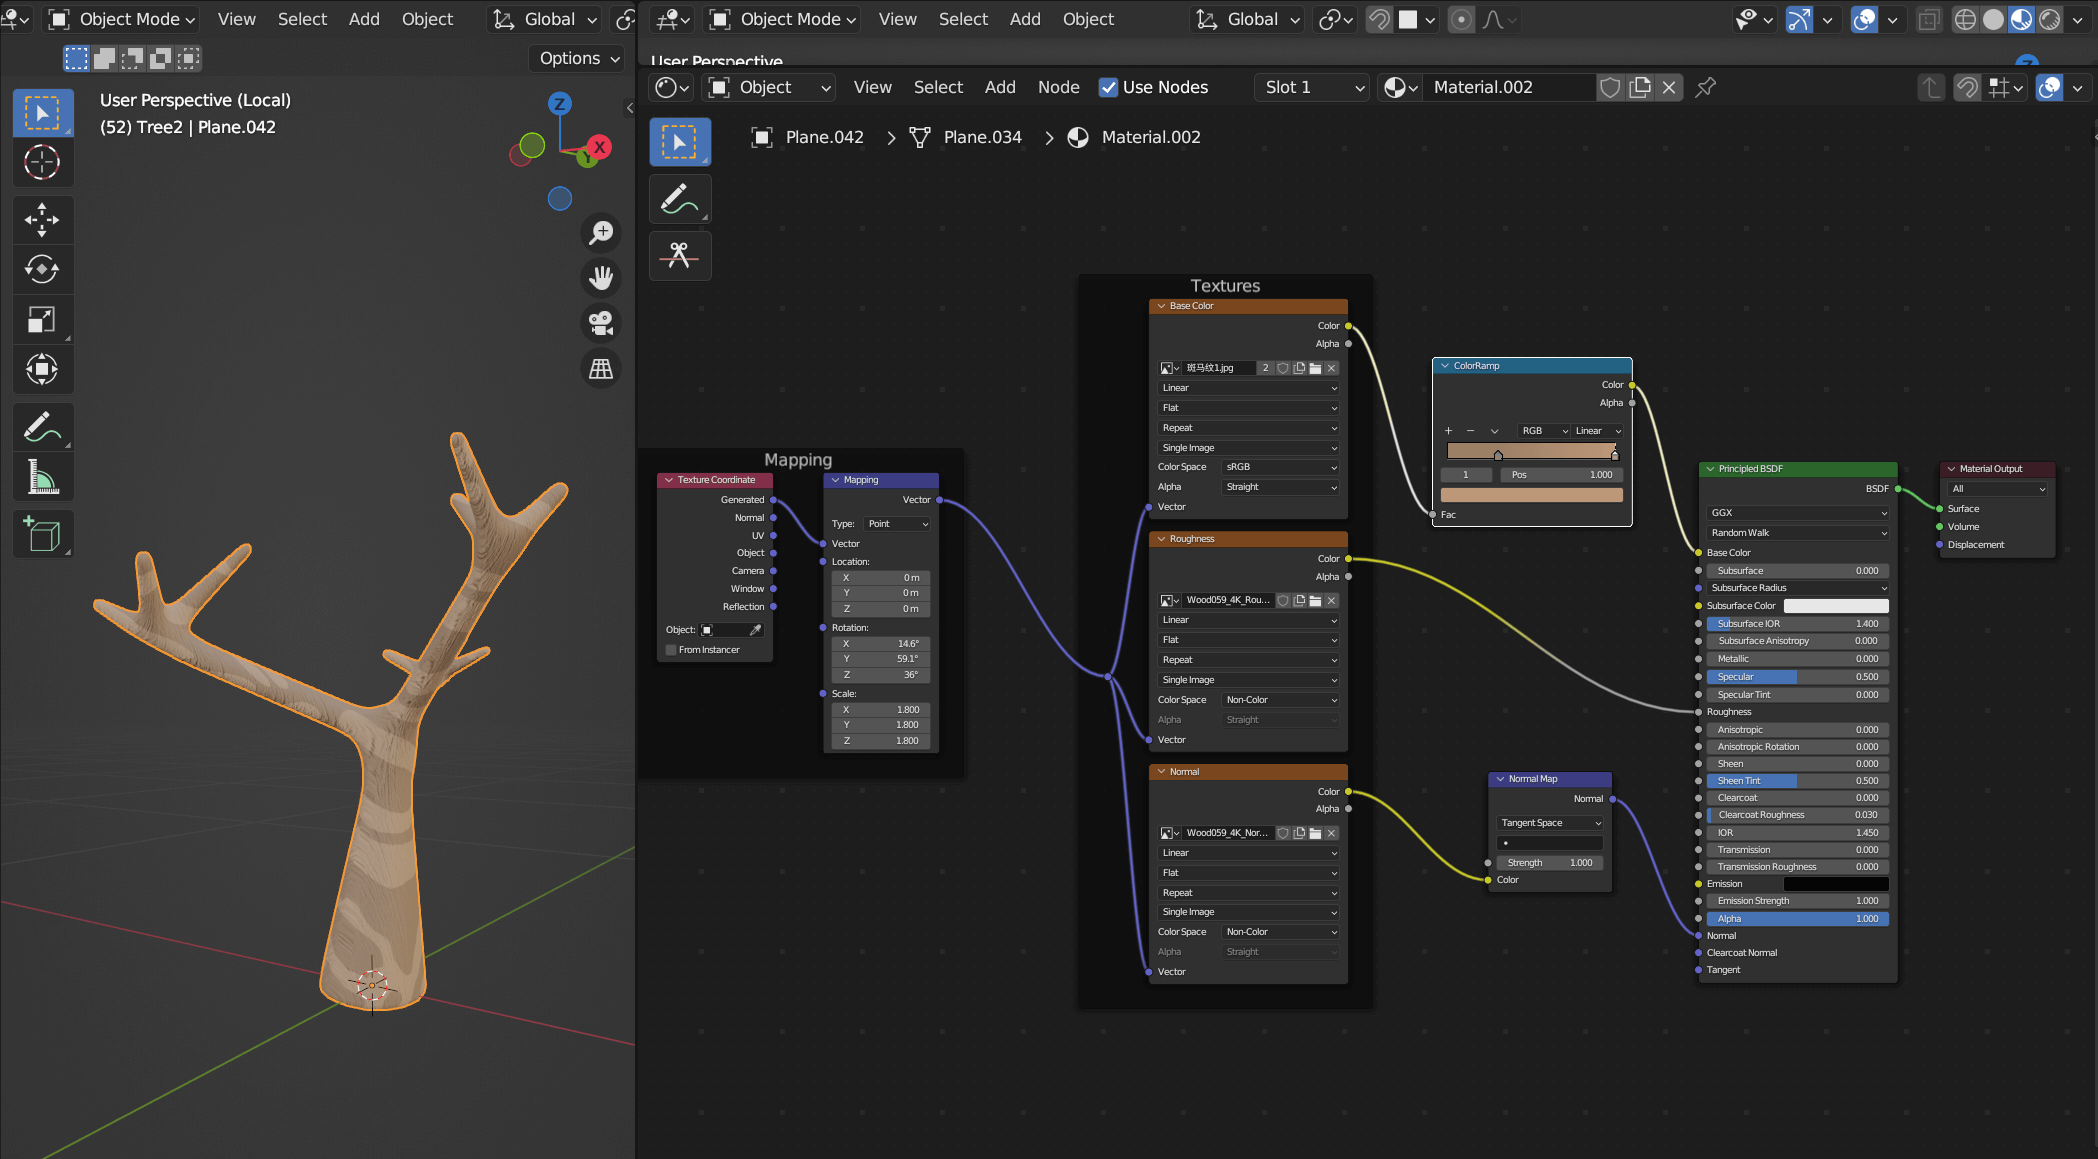 Object Mode View Select Add Object Global
Object Mode View Select Add Object Global
Options
User Perspective
User Perspective (Local)
(52) Tree2 | Plane.042
Z
X
Y
Z
Object View Select Add Node Use Nodes Slot 1 Material.002
Plane.042 Plane.034 Material.002
Mapping
Texture Coordinate
Generated
Normal
UV
Object
Camera
Window
Reflection
Object:
From Instancer
Mapping
Vector
Type: Point
Vector
Location:
X 0 m
Y 0 m
Z 0 m
Rotation:
X 14.6°
Y 59.1°
Z 36°
Scale:
X 1.800
Y 1.800
Z 1.800
Textures
Base Color
Color
Alpha
斑马纹1.jpg 2
Linear
Flat
Repeat
Single Image
Color Space sRGB
Alpha Straight
Vector
Roughness
Color
Alpha
Wood059_4K_Rou...
Linear
Flat
Repeat
Single Image
Color Space Non-Color
Alpha Straight
Vector
Normal
Color
Alpha
Wood059_4K_Nor...
Linear
Flat
Repeat
Single Image
Color Space Non-Color
Alpha Straight
Vector
ColorRamp
Color
Alpha
+ − RGB Linear
1 Pos 1.000
Fac
Normal Map
Normal
Tangent Space
Strength 1.000
Color
Principled BSDF
BSDF
GGX
Random Walk
Base Color
Subsurface 0.000
Subsurface Radius
Subsurface Color
Subsurface IOR 1.400
Subsurface Anisotropy 0.000
Metallic 0.000
Specular 0.500
Specular Tint 0.000
Roughness
Anisotropic 0.000
Anisotropic Rotation 0.000
Sheen 0.000
Sheen Tint 0.500
Clearcoat 0.000
Clearcoat Roughness 0.030
IOR 1.450
Transmission 0.000
Transmission Roughness 0.000
Emission
Emission Strength 1.000
Alpha 1.000
Normal
Clearcoat Normal
Tangent
Material Output
All
Surface
Volume
Displacement